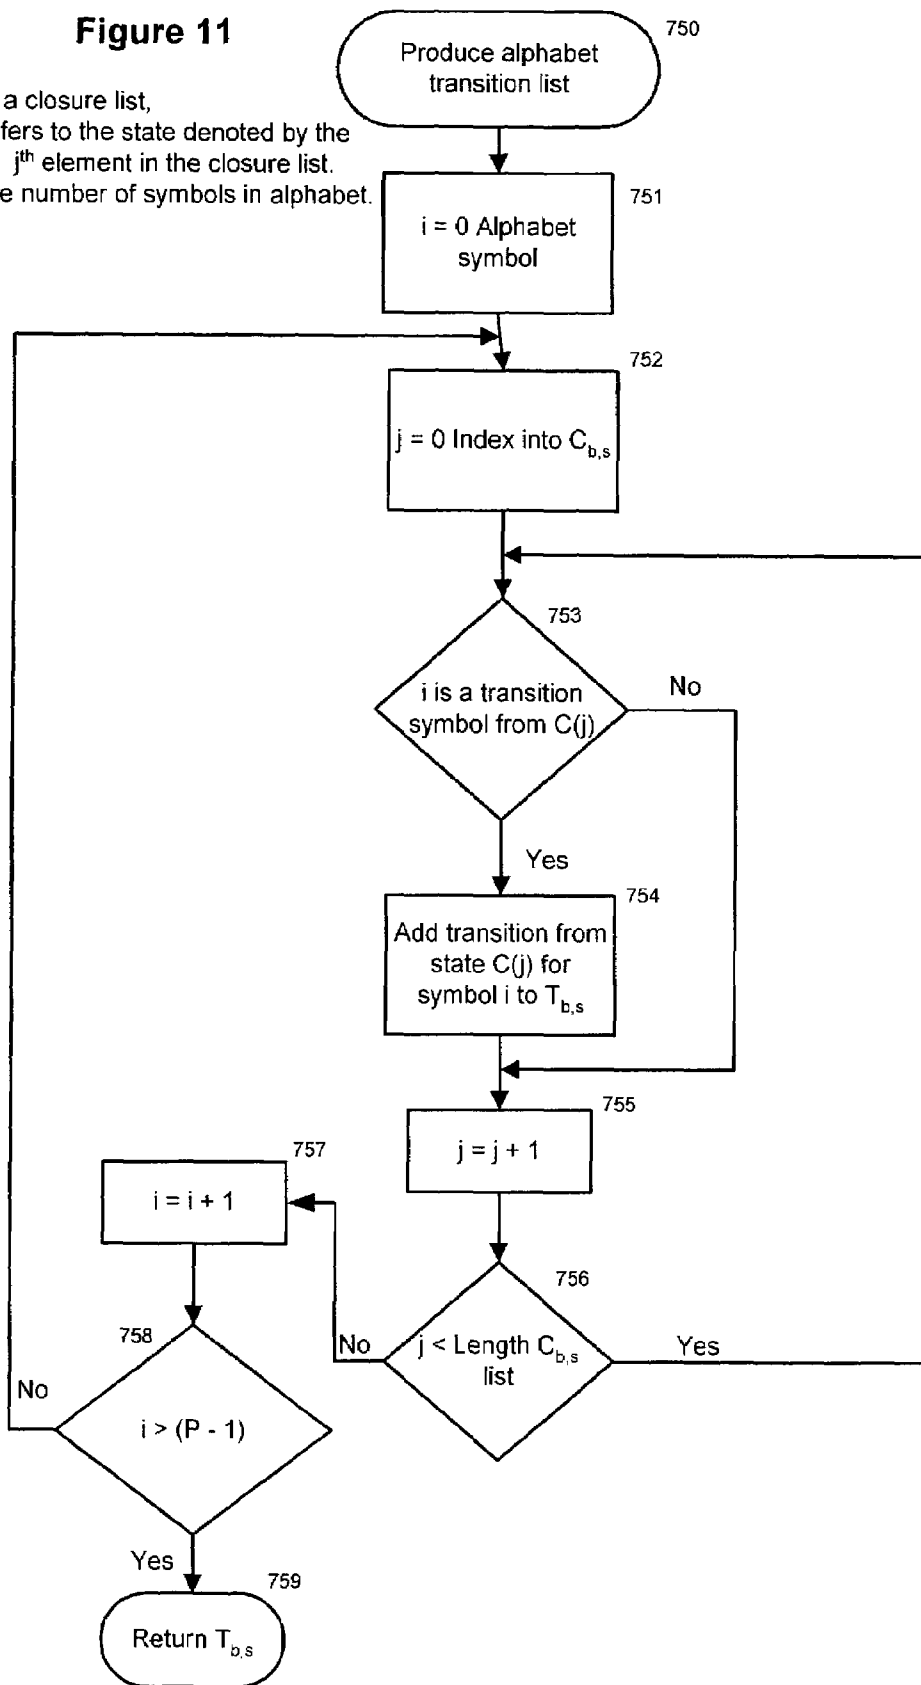 Figure 11
750
Produce alphabet
transition list
a closure list,
fers to the state denoted by the
jth element in the closure list.
e number of symbols in alphabet.
751
i = 0 Alphabet
symbol
752
j = 0 Index into Cb,s
753
i is a transition
symbol from C(j)
No
Yes
754
Add transition from
state C(j) for
symbol i to Tb,s
755
j = j + 1
757
i = i + 1
756
j < Length Cb,s
list
No
Yes
758
i > (P - 1)
No
Yes
759
Return Tb,s